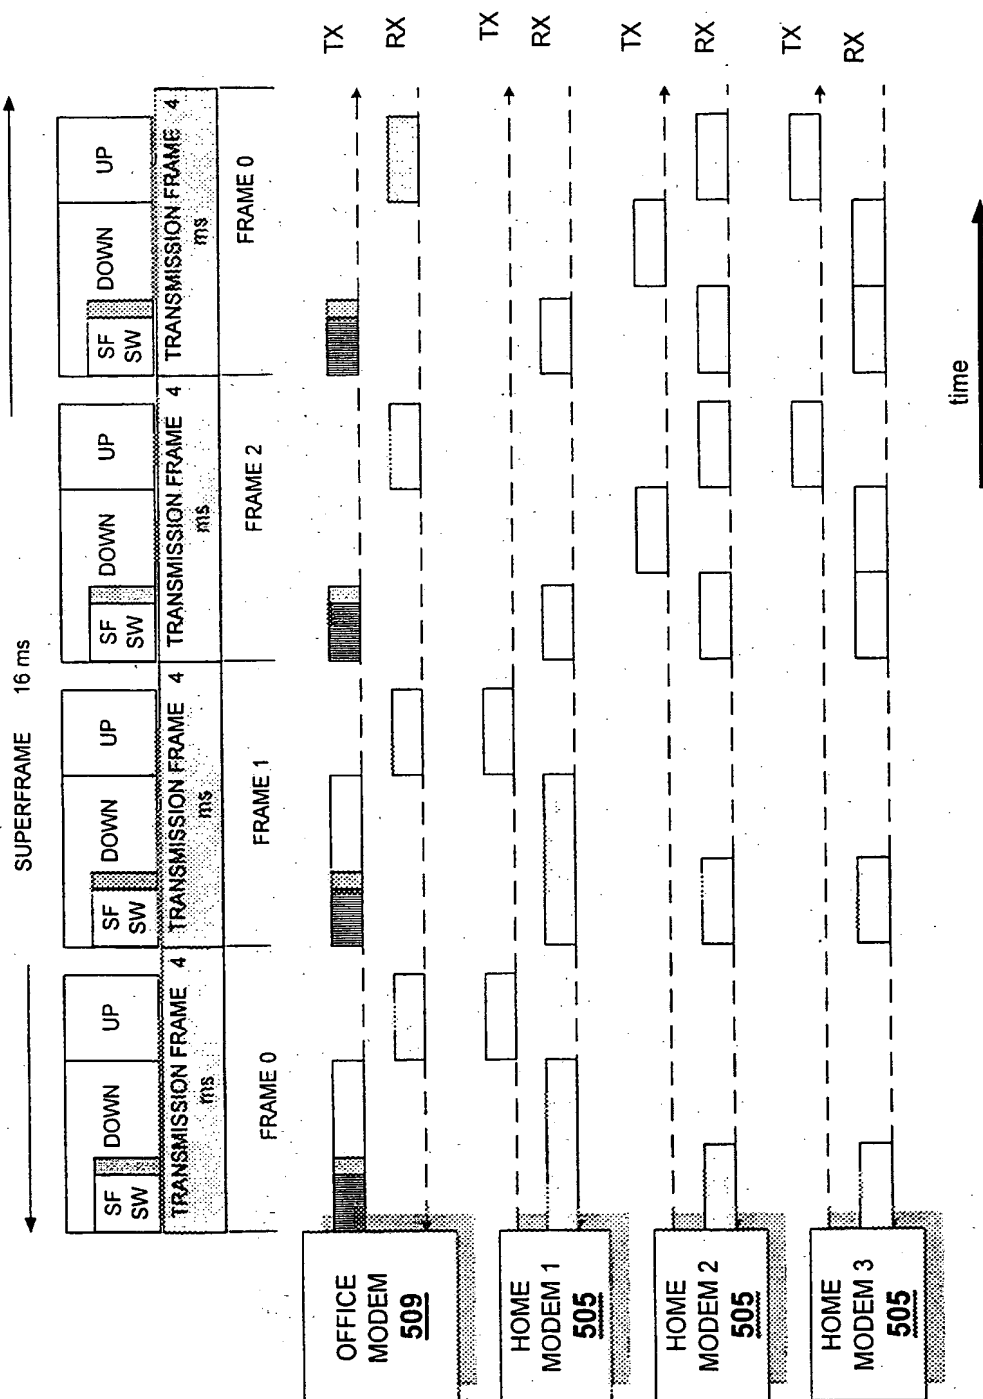 SUPERFRAME 16 ms
SF
SW
DOWN
UP
SF
SW
DOWN
UP
SF
SW
DOWN
UP
SF
SW
DOWN
UP
TRANSMISSION FRAME 4
ms
TRANSMISSION FRAME 4
ms
TRANSMISSION FRAME 4
ms
TRANSMISSION FRAME 4
ms
FRAME 0
FRAME 1
FRAME 2
FRAME 0
OFFICE
MODEM
509
TX
RX
HOME
MODEM 1
505
TX
RX
HOME
MODEM 2
505
TX
RX
HOME
MODEM 3
505
TX
RX
time